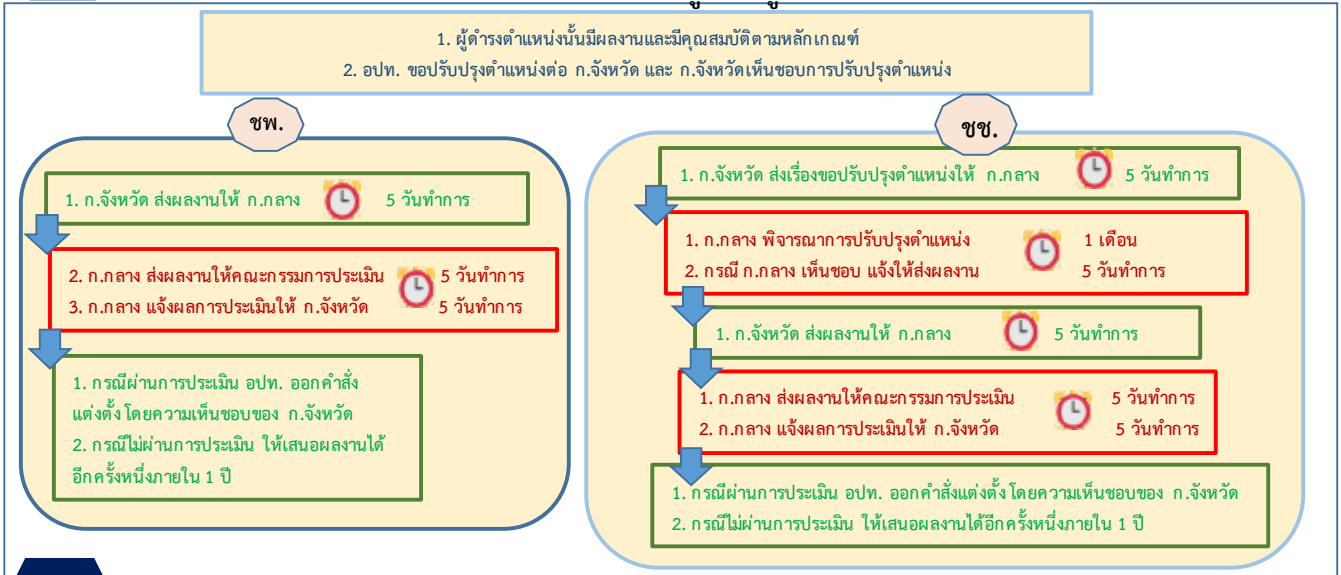 1. ผู้ดำรงตำแหน่งนั้นมีผลงานและมีคุณสมบัติตามหลักเกณฑ์
2. อปท. ขอปรับปรุงตำแหน่งต่อ ก.จังหวัด และ ก.จังหวัดเห็นชอบการปรับปรุงตำแหน่ง
ชพ.
1. ก.จังหวัด ส่งผลงานให้ ก.กลาง 5 วันทำการ
2. ก.กลาง ส่งผลงานให้คณะกรรมการประเมิน 5 วันทำการ
3. ก.กลาง แจ้งผลการประเมินให้ ก.จังหวัด 5 วันทำการ
1. กรณีผ่านการประเมิน อปท. ออกคำสั่ง
แต่งตั้ง โดยความเห็นชอบของ ก.จังหวัด
2. กรณีไม่ผ่านการประเมิน ให้เสนอผลงานได้
อีกครั้งหนึ่งภายใน 1 ปี
ชช.
1. ก.จังหวัด ส่งเรื่องขอปรับปรุงตำแหน่งให้ ก.กลาง 5 วันทำการ
1. ก.กลาง พิจารณาการปรับปรุงตำแหน่ง 1 เดือน
2. กรณี ก.กลาง เห็นชอบ แจ้งให้ส่งผลงาน 5 วันทำการ
1. ก.จังหวัด ส่งผลงานให้ ก.กลาง 5 วันทำการ
1. ก.กลาง ส่งผลงานให้คณะกรรมการประเมิน 5 วันทำการ
2. ก.กลาง แจ้งผลการประเมินให้ ก.จังหวัด 5 วันทำการ
1. กรณีผ่านการประเมิน อปท. ออกคำสั่งแต่งตั้ง โดยความเห็นชอบของ ก.จังหวัด
2. กรณีไม่ผ่านการประเมิน ให้เสนอผลงานได้อีกครั้งหนึ่งภายใน 1 ปี